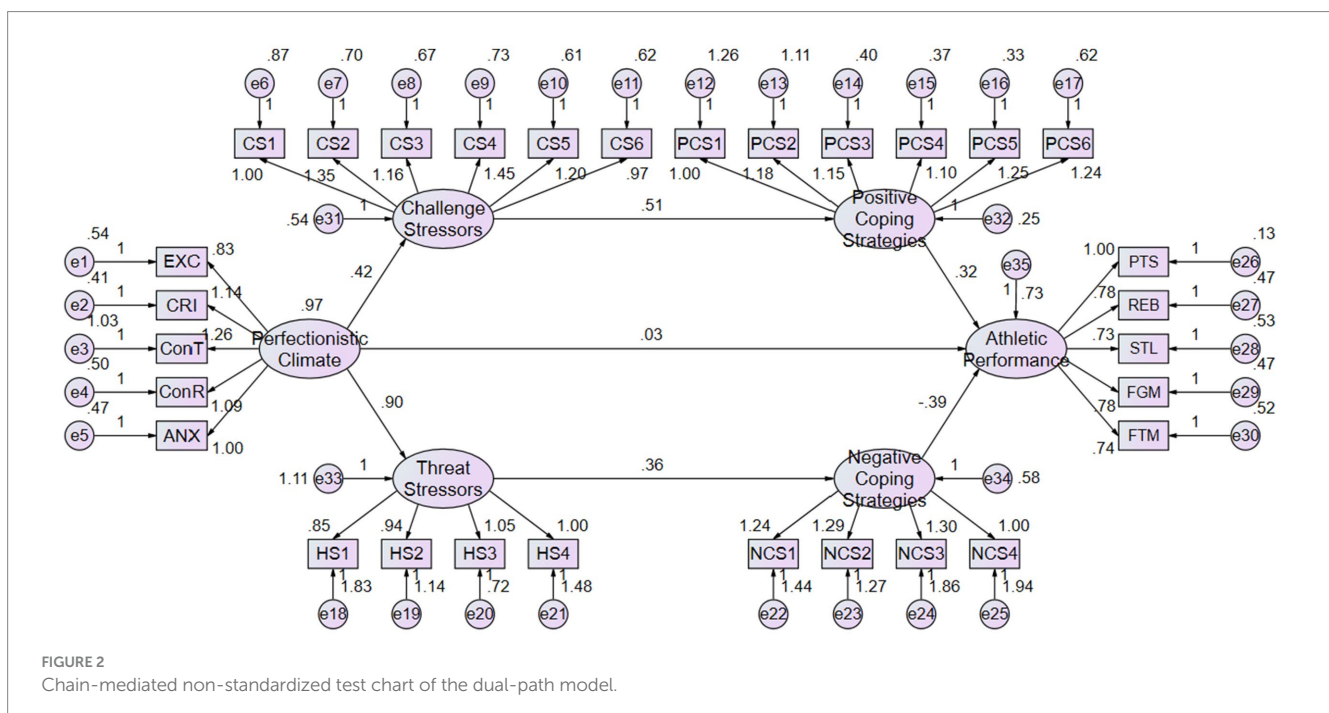 .87 .70 .67 .73 .61 .62 1.26 1.11 .40 .37 .33 .62
e6 e7 e8 e9 e10 e11 e12 e13 e14 e15 e16 e17
1 1 1 1 1 1 1 1 1 1 1 1
CS1 CS2 CS3 CS4 CS5 CS6 PCS1 PCS2 PCS3 PCS4 PCS5 PCS6
1.00 1.35 1.16 1.45 1.20 .97 1.00 1.18 1.15 1.10 1.25 1.24
.54 e31 1 Challenge
Stressors
.51
Positive
Coping
Strategies
1 e32 .25
.54
e1 1 EXC .83
.41
e2 1 CRI 1.14
1.03
e3 1 ConT 1.26
.50
e4 1 ConR 1.09
.47
e5 1 ANX 1.00
.42
.97
Perfectionistic
Climate
.03
.90
.32
e35
1 .73
Athletic
Performance
-.39
1.00 PTS 1 .13
e26
.78 REB 1 .47
e27
.73 STL 1 .53
e28
.78 FGM 1 .47
e29
.74 FTM 1 .52
e30
1.11 e33 1 Threat
Stressors
.36
Negative
Coping
Strategies
1 e34 .58
.85 .94 1.05 1.00 1.24 1.29 1.30 1.00
HS1 HS2 HS3 HS4 NCS1 NCS2 NCS3 NCS4
1 1 1 1 1 1 1 1
1.83 1.14 .72 1.48 1.44 1.27 1.86 1.94
e18 e19 e20 e21 e22 e23 e24 e25
FIGURE 2
Chain-mediated non-standardized test chart of the dual-path model.